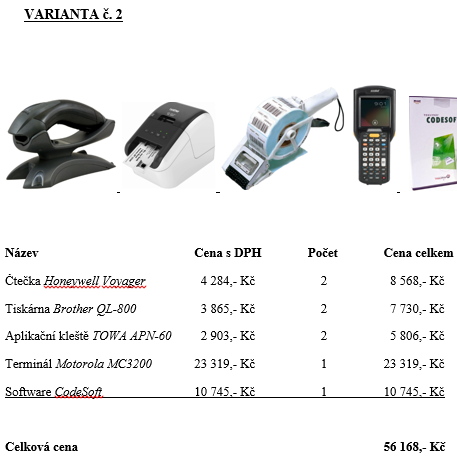 VARIANTA č. 2
CODESOF
Název Cena s DPH Počet Cena celkem
Čtečka Honeywell Voyager 4 284,- Kč 2 8 568,- Kč
Tiskárna Brother QL-800 3 865,- Kč 2 7 730,- Kč
Aplikační kleště TOWA APN-60 2 903,- Kč 2 5 806,- Kč
Terminál Motorola MC3200 23 319,- Kč 1 23 319,- Kč
Software CodeSoft 10 745,- Kč 1 10 745,- Kč
Celková cena 56 168,- Kč